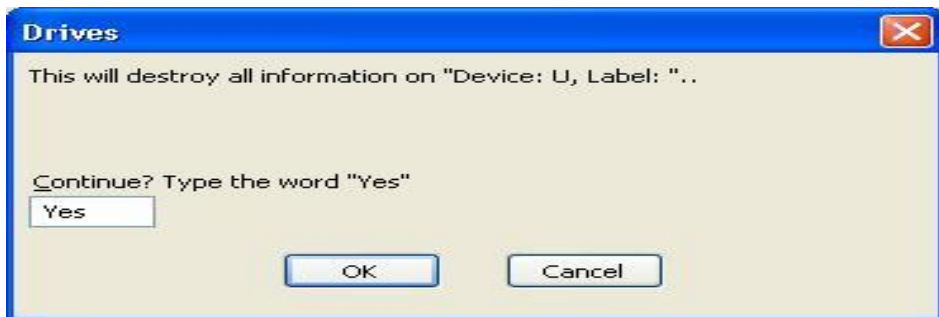 Drives
This will destroy all information on "Device: U, Label: "..
Continue? Type the word "Yes"
Yes
OK Cancel